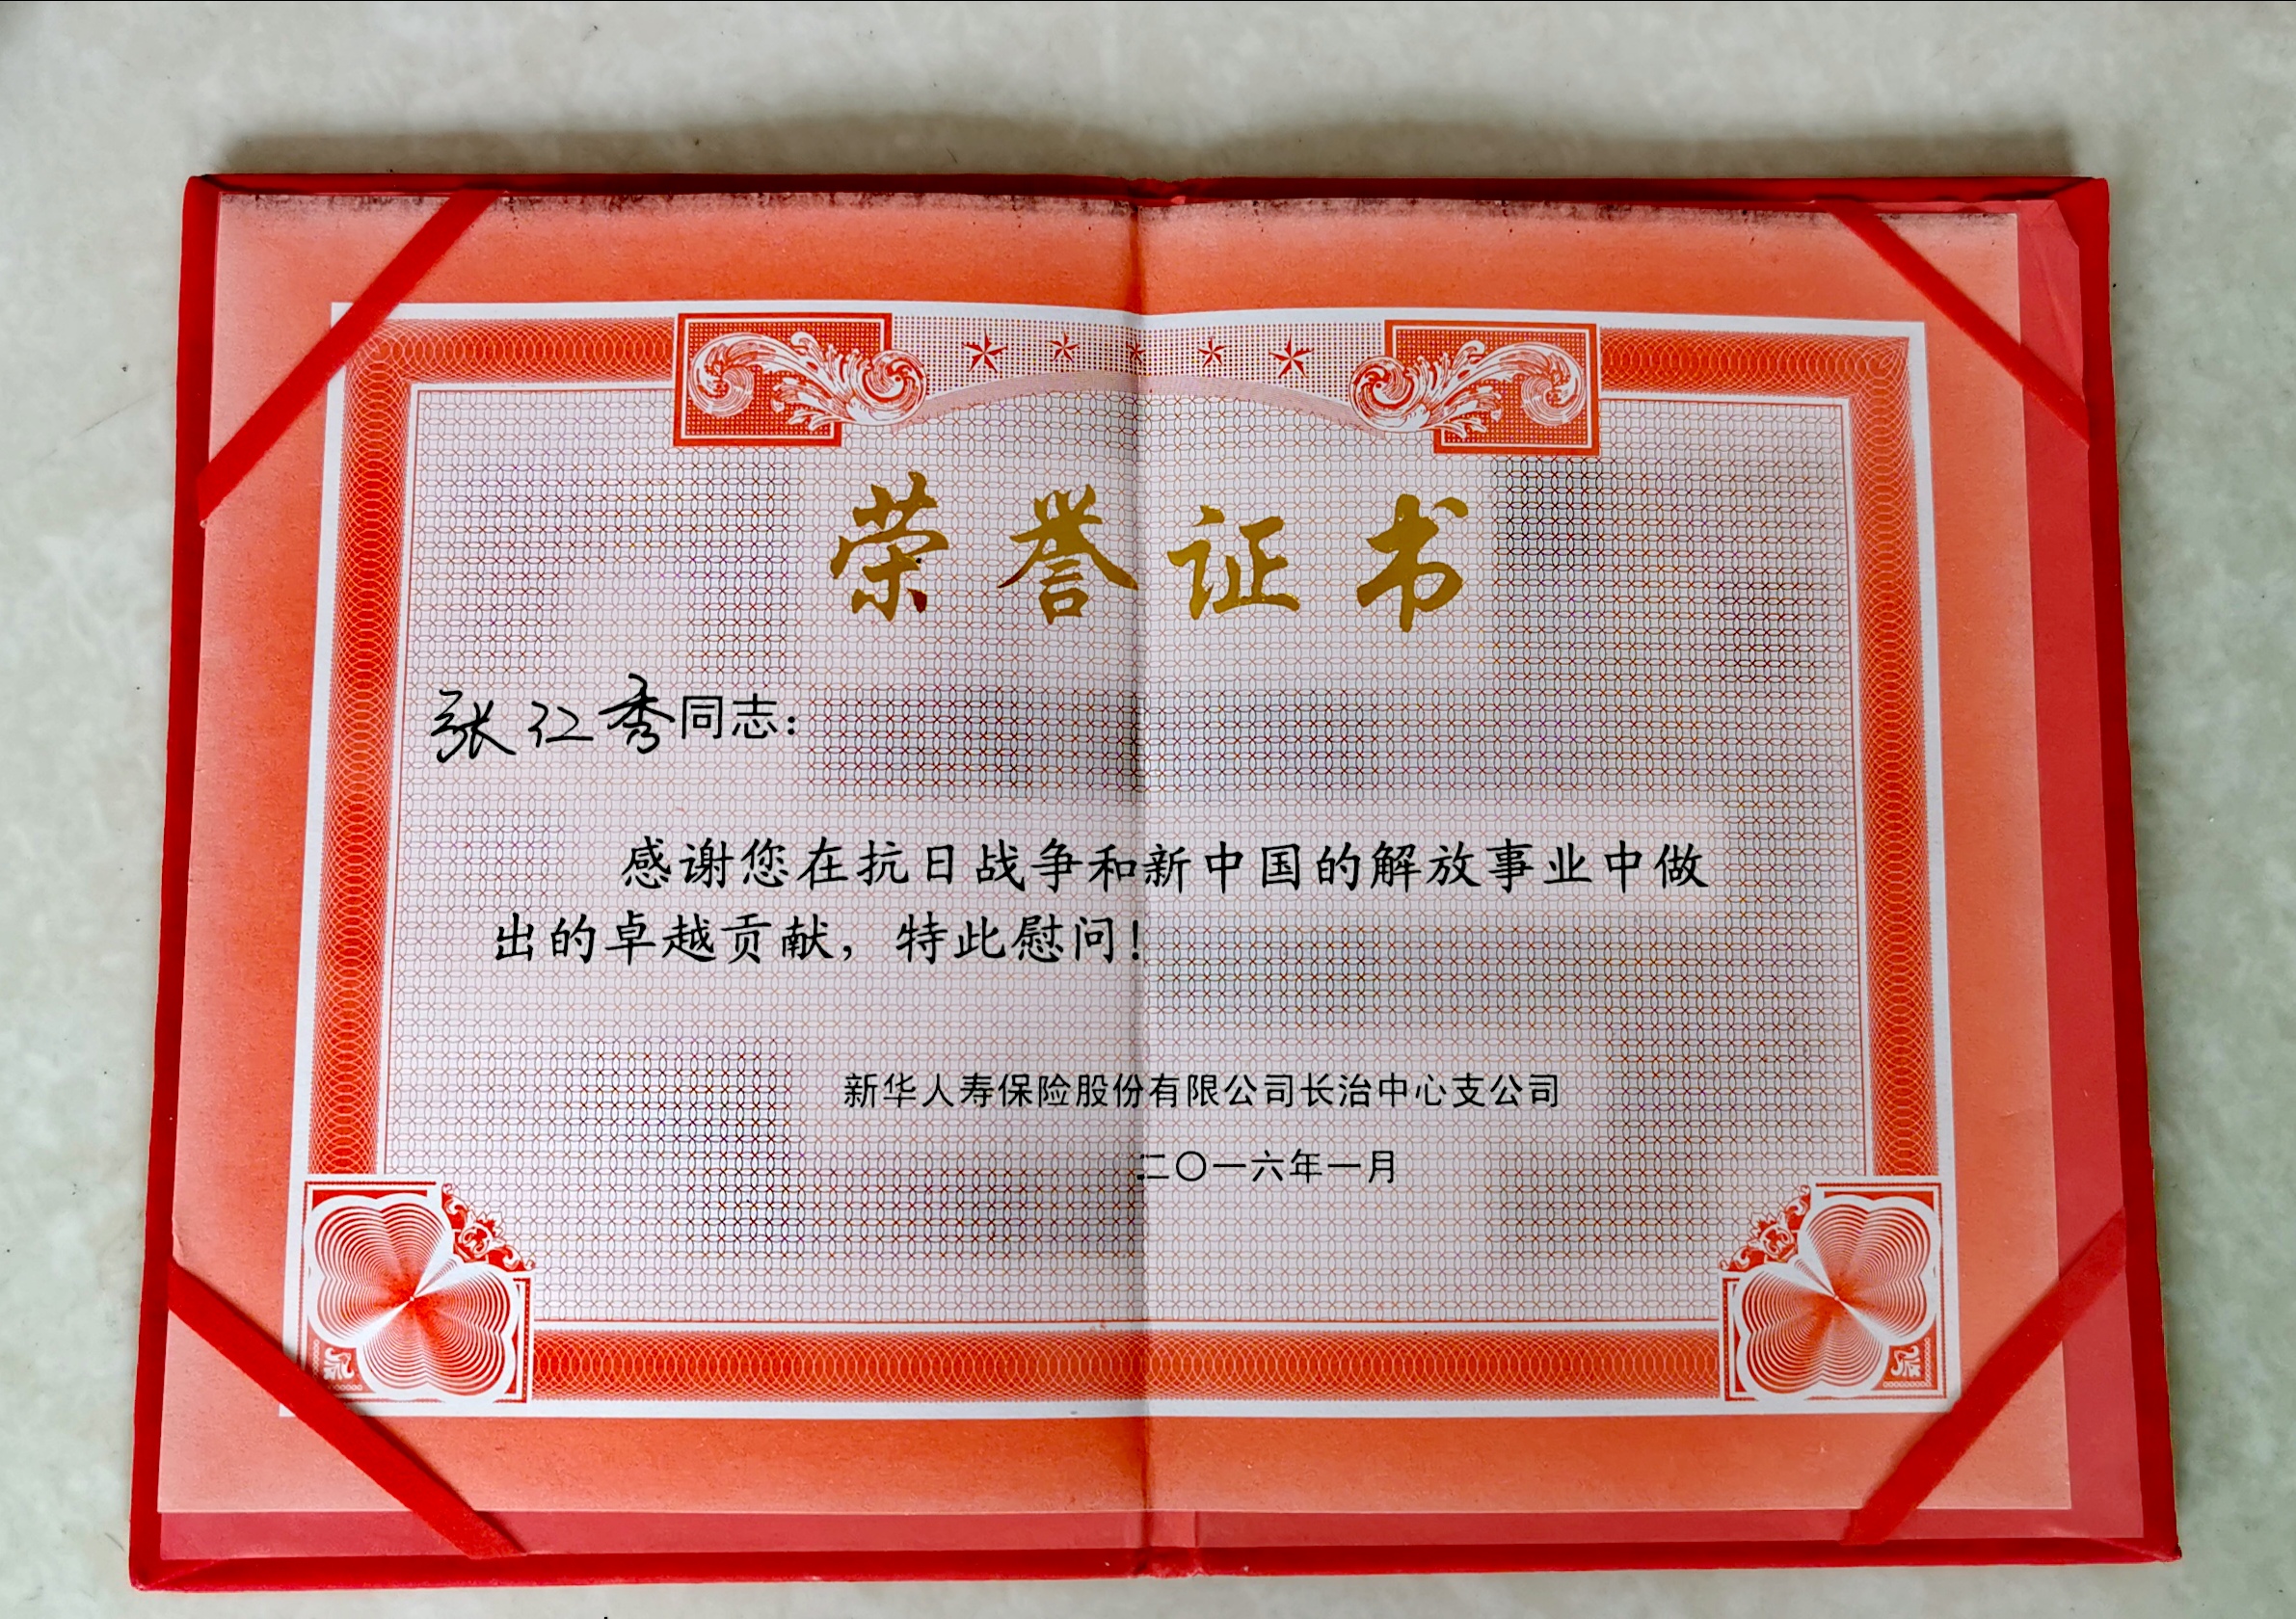 荣誉证书
张江秀同志:
感谢您在抗日战争和新中国的解放事业中做
出的卓越贡献，特此慰问！
新华人寿保险股份有限公司长治中心支公司
二〇一六年一月